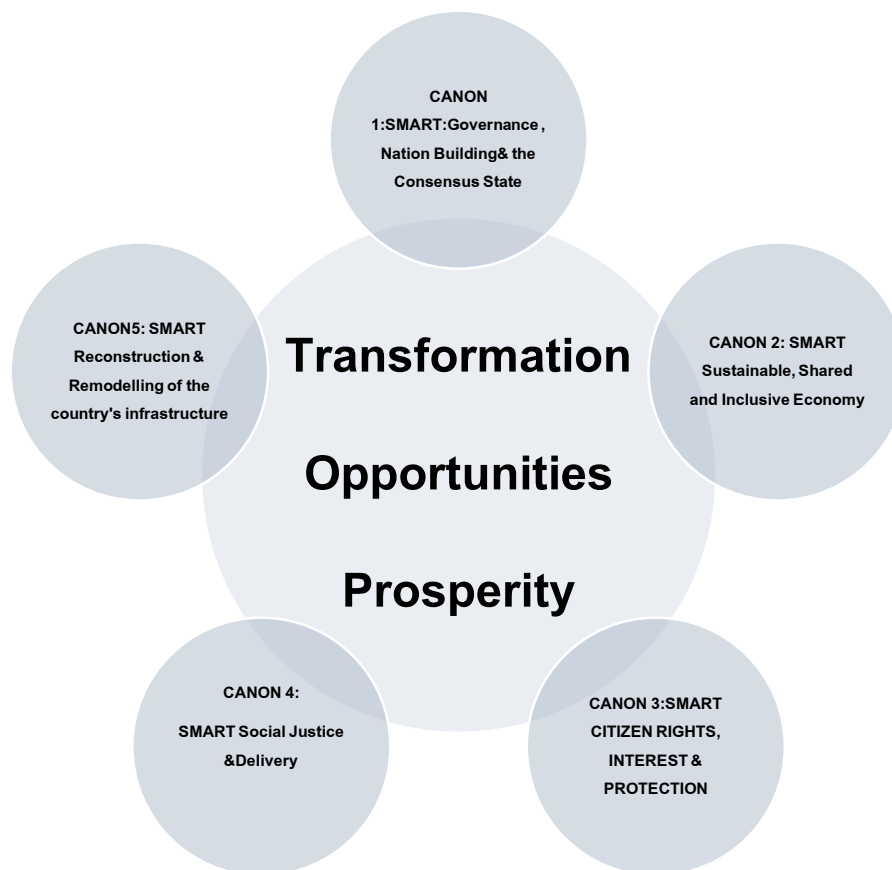 CANON
1:SMART:Governance ,
Nation Building& the
Consensus State
CANON5: SMART
Reconstruction &
Remodelling of the
country's infrastructure
Transformation
Opportunities
Prosperity
CANON 2: SMART
Sustainable, Shared
and Inclusive Economy
CANON 4:
SMART Social Justice
&Delivery
CANON 3:SMART
CITIZEN RIGHTS,
INTEREST &
PROTECTION